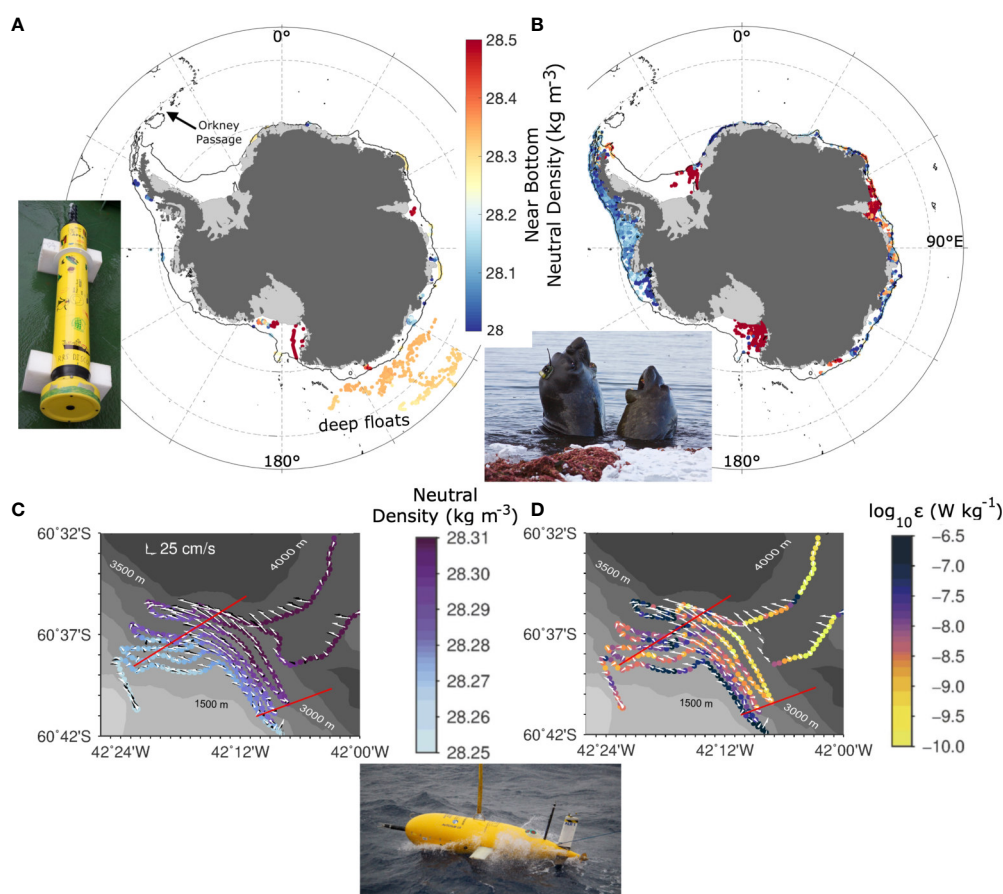 A
0°
Orkney
Passage
deep floats
180°
28.5
28.4
28.3
28.2
28.1
28
Near Bottom
Neutral Density (kg m-3)
B
0°
90°E
180°
C
60°32'S
60°37'S
60°42'S
25 cm/s
3500 m
4000 m
1500 m
3000 m
42°24'W
42°12'W
42°00'W
Neutral
Density (kg m-3)
28.31
28.30
28.29
28.28
28.27
28.26
28.25
D
60°32'S
60°37'S
60°42'S
3500 m
4000 m
1500 m
3000 m
42°24'W
42°12'W
42°00'W
log10 ε (W kg-1)
−6.5
−7.0
−7.5
−8.0
−8.5
−9.0
−9.5
−10.0